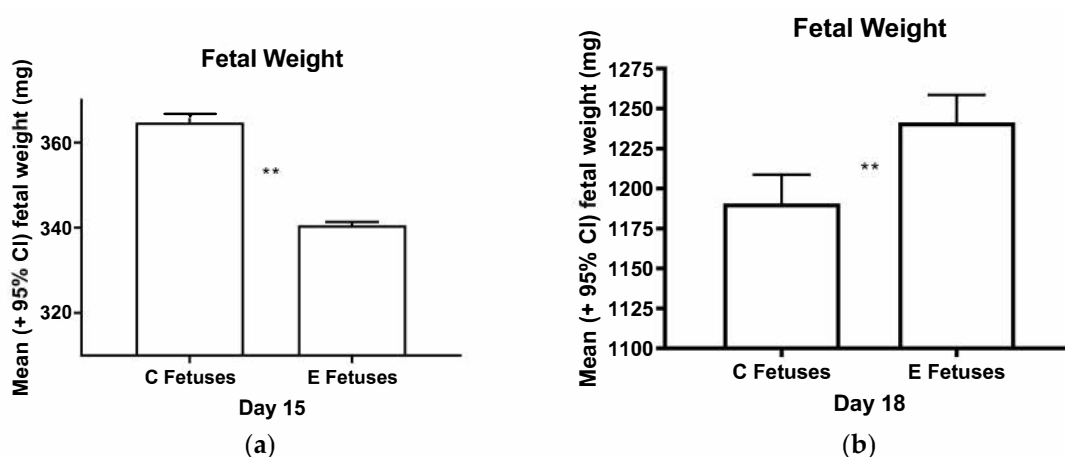 Fetal Weight
Mean (+ 95% CI) fetal weight (mg)
360
340
320
**
C Fetuses E Fetuses
Day 15
(a)
Fetal Weight
Mean (+ 95% CI) fetal weight (mg)
1275
1250
1225
1200
1175
1150
1125
1100
**
C Fetuses E Fetuses
Day 18
(b)